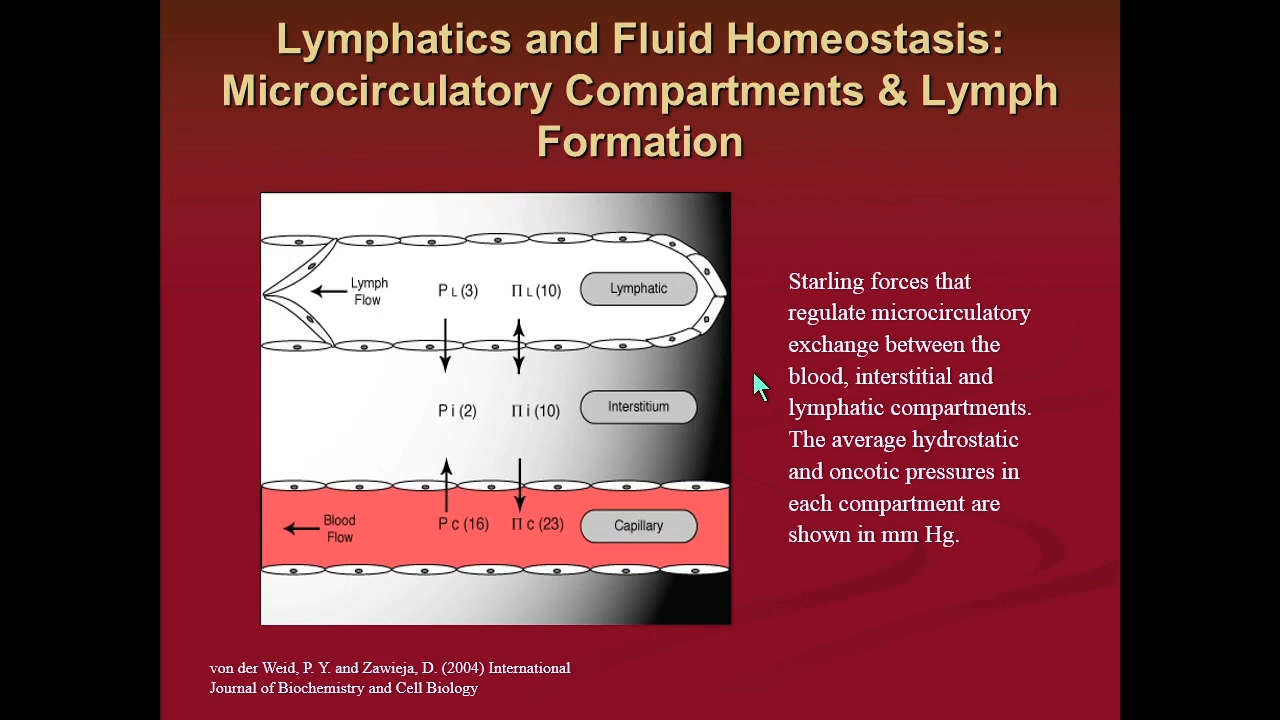 Lymphatics and Fluid Homeostasis:
Microcirculatory Compartments & Lymph
Formation
Lymph
Flow
P L (3)
Π L (10)
Lymphatic
P i (2)
Π i (10)
Interstitium
Blood
Flow
P c (16)
Π c (23)
Capillary
Starling forces that
regulate microcirculatory
exchange between the
blood, interstitial and
lymphatic compartments.
The average hydrostatic
and oncotic pressures in
each compartment are
shown in mm Hg.
von der Weid, P. Y. and Zawieja, D. (2004) International
Journal of Biochemistry and Cell Biology